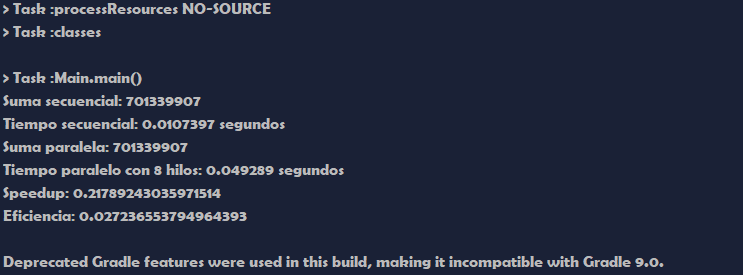 > Task :processResources NO-SOURCE
> Task :classes
> Task :Main.main()
Suma secuencial: 701339907
Tiempo secuencial: 0.0107397 segundos
Suma paralela: 701339907
Tiempo paralelo con 8 hilos: 0.049289 segundos
Speedup: 0.21789243035971514
Eficiencia: 0.027236553794964393
Deprecated Gradle features were used in this build, making it incompatible with Gradle 9.0.